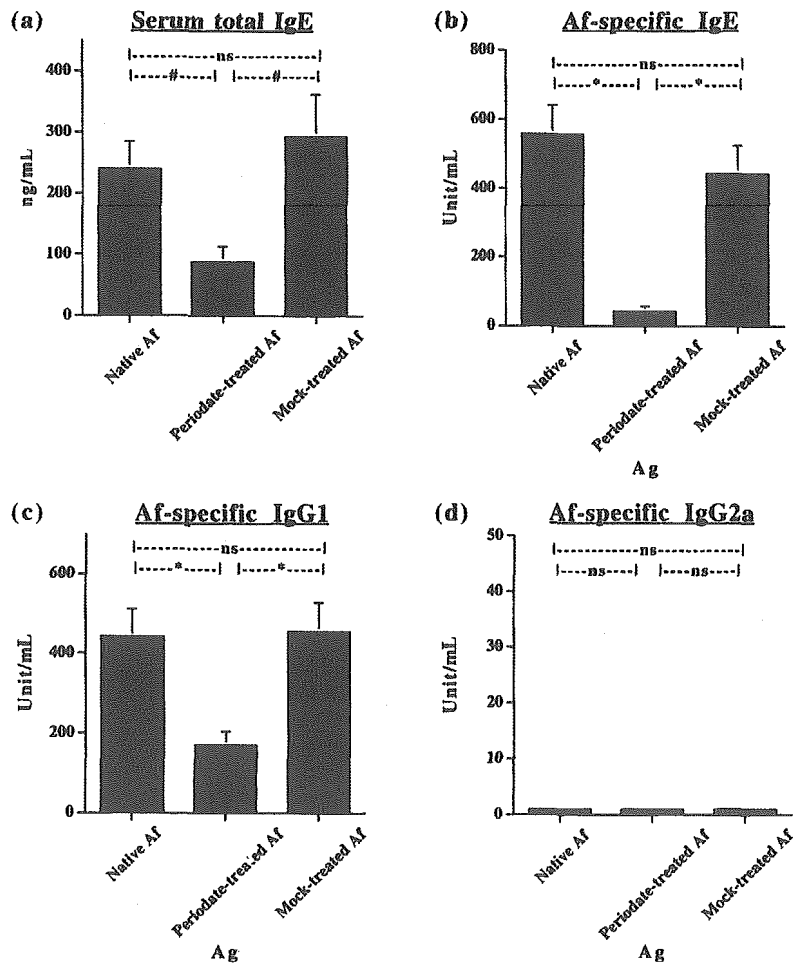 (a) Serum total IgE
ns
# #
ng/mL
400
300
200
100
0
Native Af
Periodate-treated Af
Mock-treated Af
(b) Af-specific IgE
ns
* *
Unit/mL
800
600
400
200
0
Native Af
Periodate-treated Af
Mock-treated Af
Ag
(c) Af-specific IgG1
ns
* *
Unit/mL
600
400
200
0
Native Af
Periodate-treated Af
Mock-treated Af
Ag
(d) Af-specific IgG2a
ns
ns ns
Unit/mL
50
40
30
20
10
0
Native Af
Periodate-treated Af
Mock-treated Af
Ag